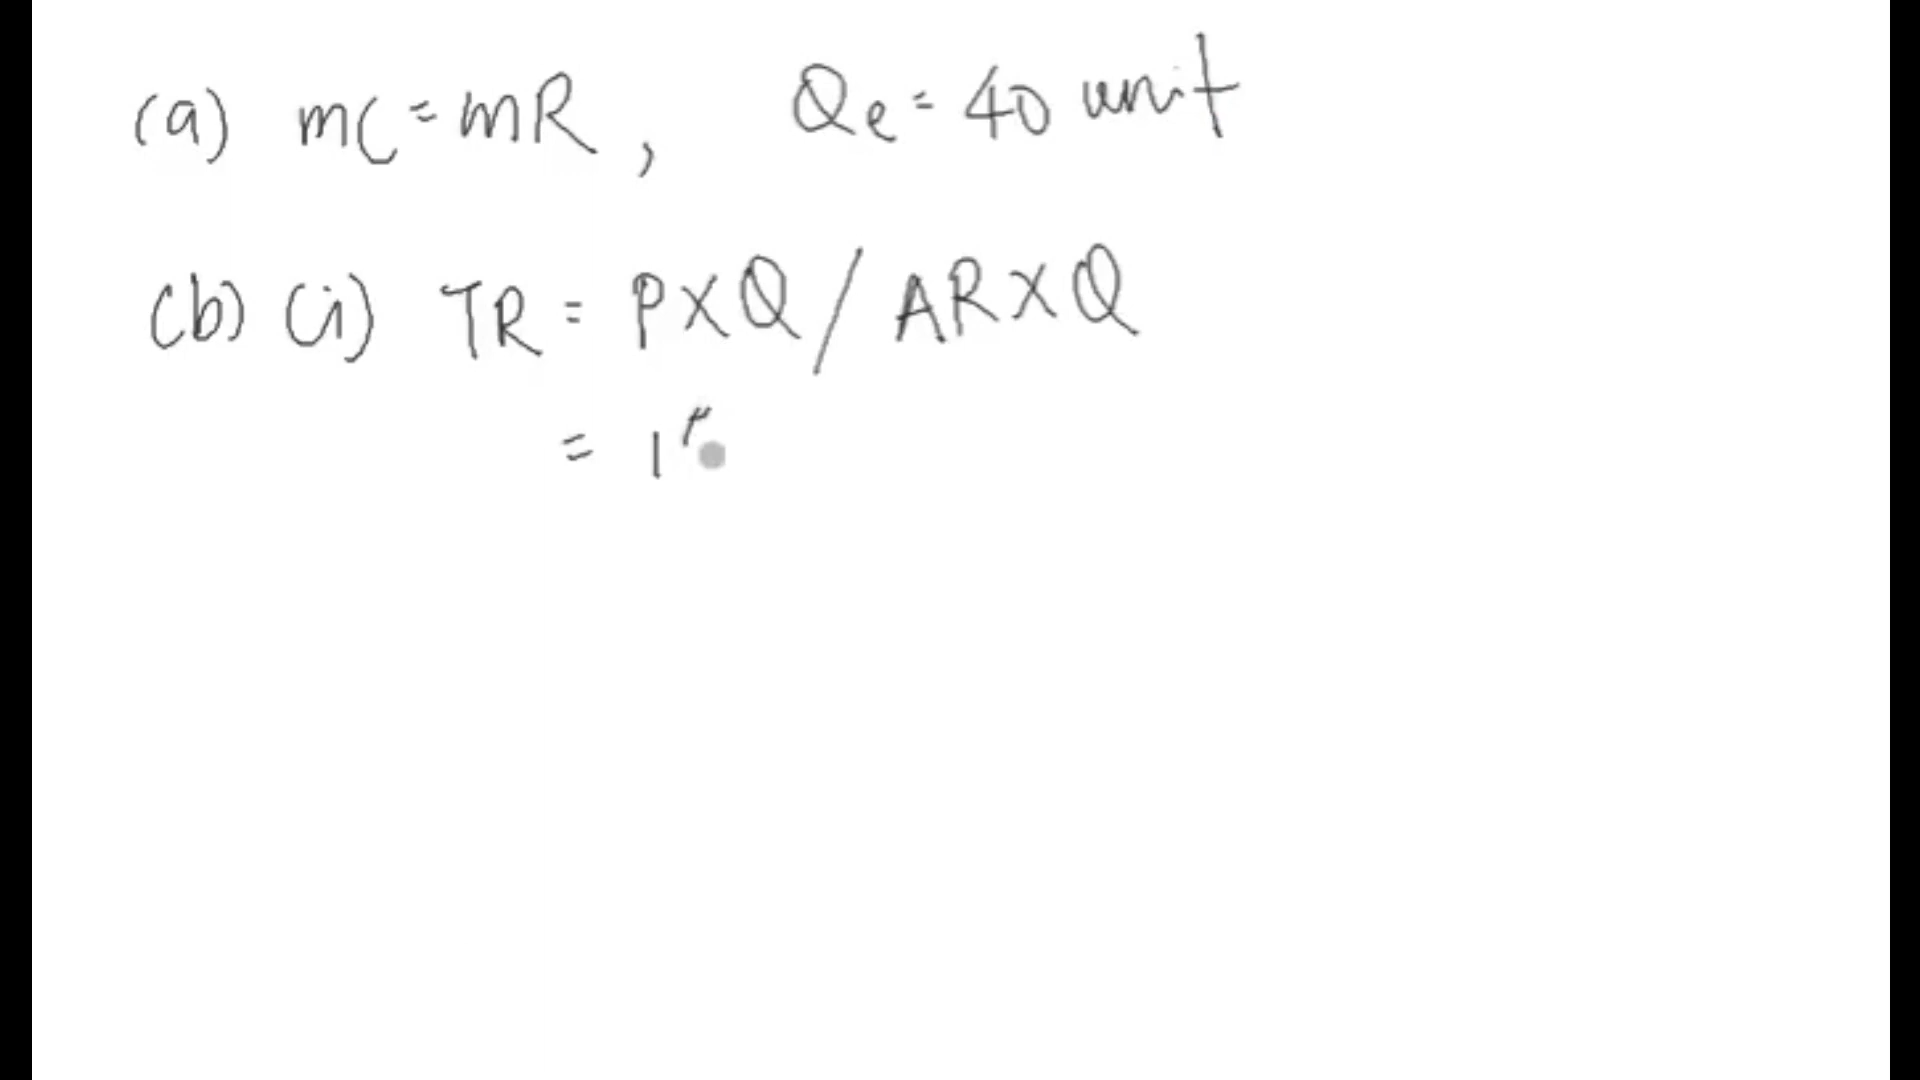 (a) mC = mR, Qe = 40 unit
(b) (i) TR = P X Q / AR X Q
= 1